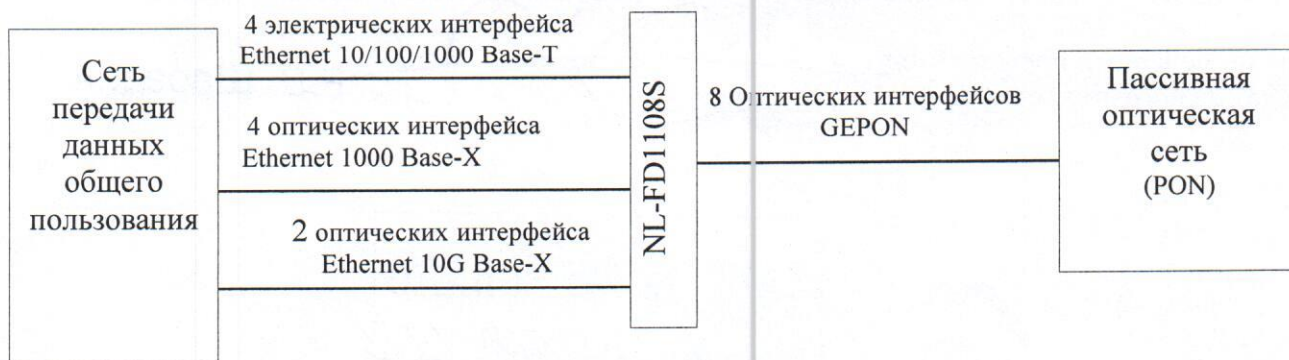 Сеть
передачи
данных
общего
пользования
4 электрических интерфейса
Ethernet 10/100/1000 Base-T
4 оптических интерфейса
Ethernet 1000 Base-X
2 оптических интерфейса
Ethernet 10G Base-X
NL-FD1108S
8 Оптических интерфейсов
GEPON
Пассивная
оптическая
сеть
(PON)